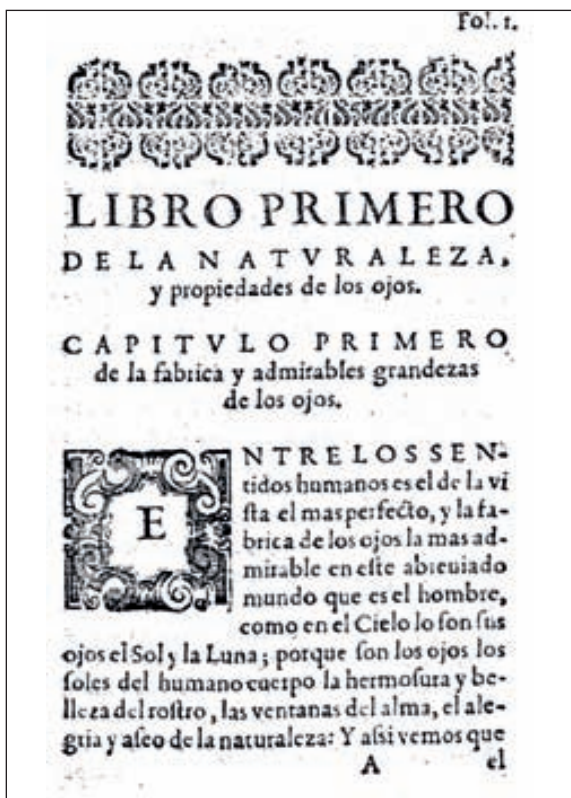 Fol. 1.
LIBRO PRIMERO
DE LA NATVRALEZA,
y propiedades de los ojos.
CAPITVLO PRIMERO
de la fabrica y admirables grandezas
de los ojos.
ENTRE LOS SEN-
tidos humanos es el de la vi
ſta el mas perfecto, y la fa-
brica de los ojos la mas ad-
mirable en eſte abreuiado
mundo que es el hombre,
como en el Cielo lo ſon ſus
ojos el Sol y la Luna; porque ſon los ojos los
ſoles del humano cuerpo la hermoſura y be-
lleza del roſtro, las ventanas del alma, el ale-
gria y aſeo de la naturaleza: Y aſsi vemos que
A el